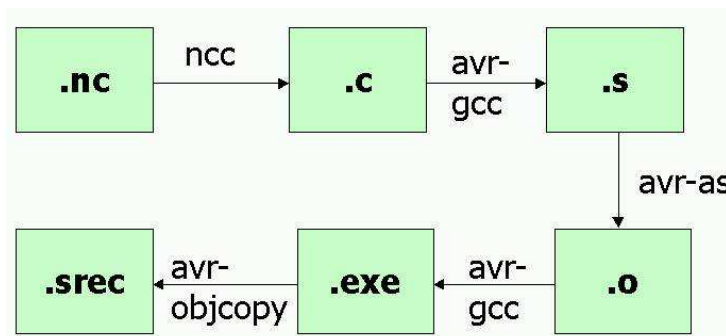 .nc
ncc
.c
avr-
gcc
.s
avr-as
.o
avr-
gcc
.exe
avr-
objcopy
.srec